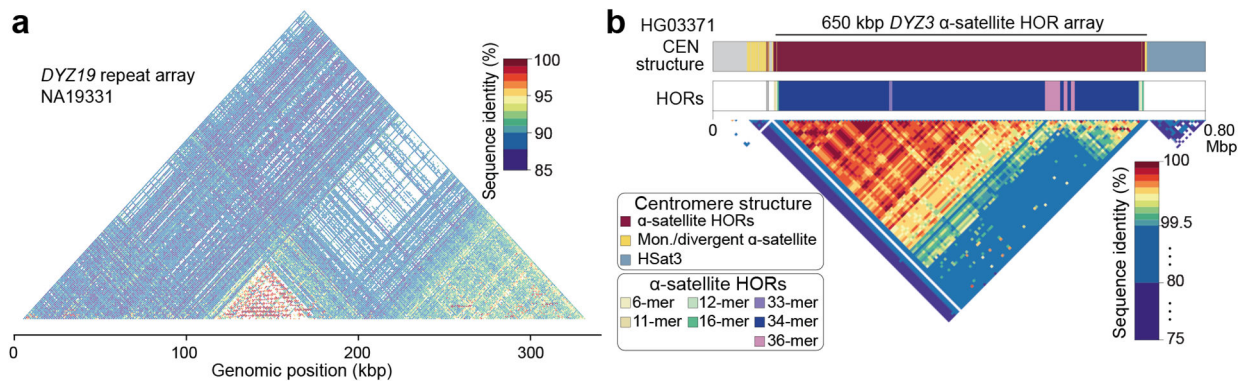 a
DYZ19 repeat array
NA19331
Sequence identity (%)
100
95
90
85
0
100
200
300
Genomic position (kbp)
b
HG03371
650 kbp DYZ3 α-satellite HOR array
CEN
structure
HORs
0
0.80
Mbp
Centromere structure
α-satellite HORs
Mon./divergent α-satellite
HSat3
α-satellite HORs
6-mer 12-mer 33-mer
11-mer 16-mer 34-mer
36-mer
Sequence identity (%)
100
99.5
80
75